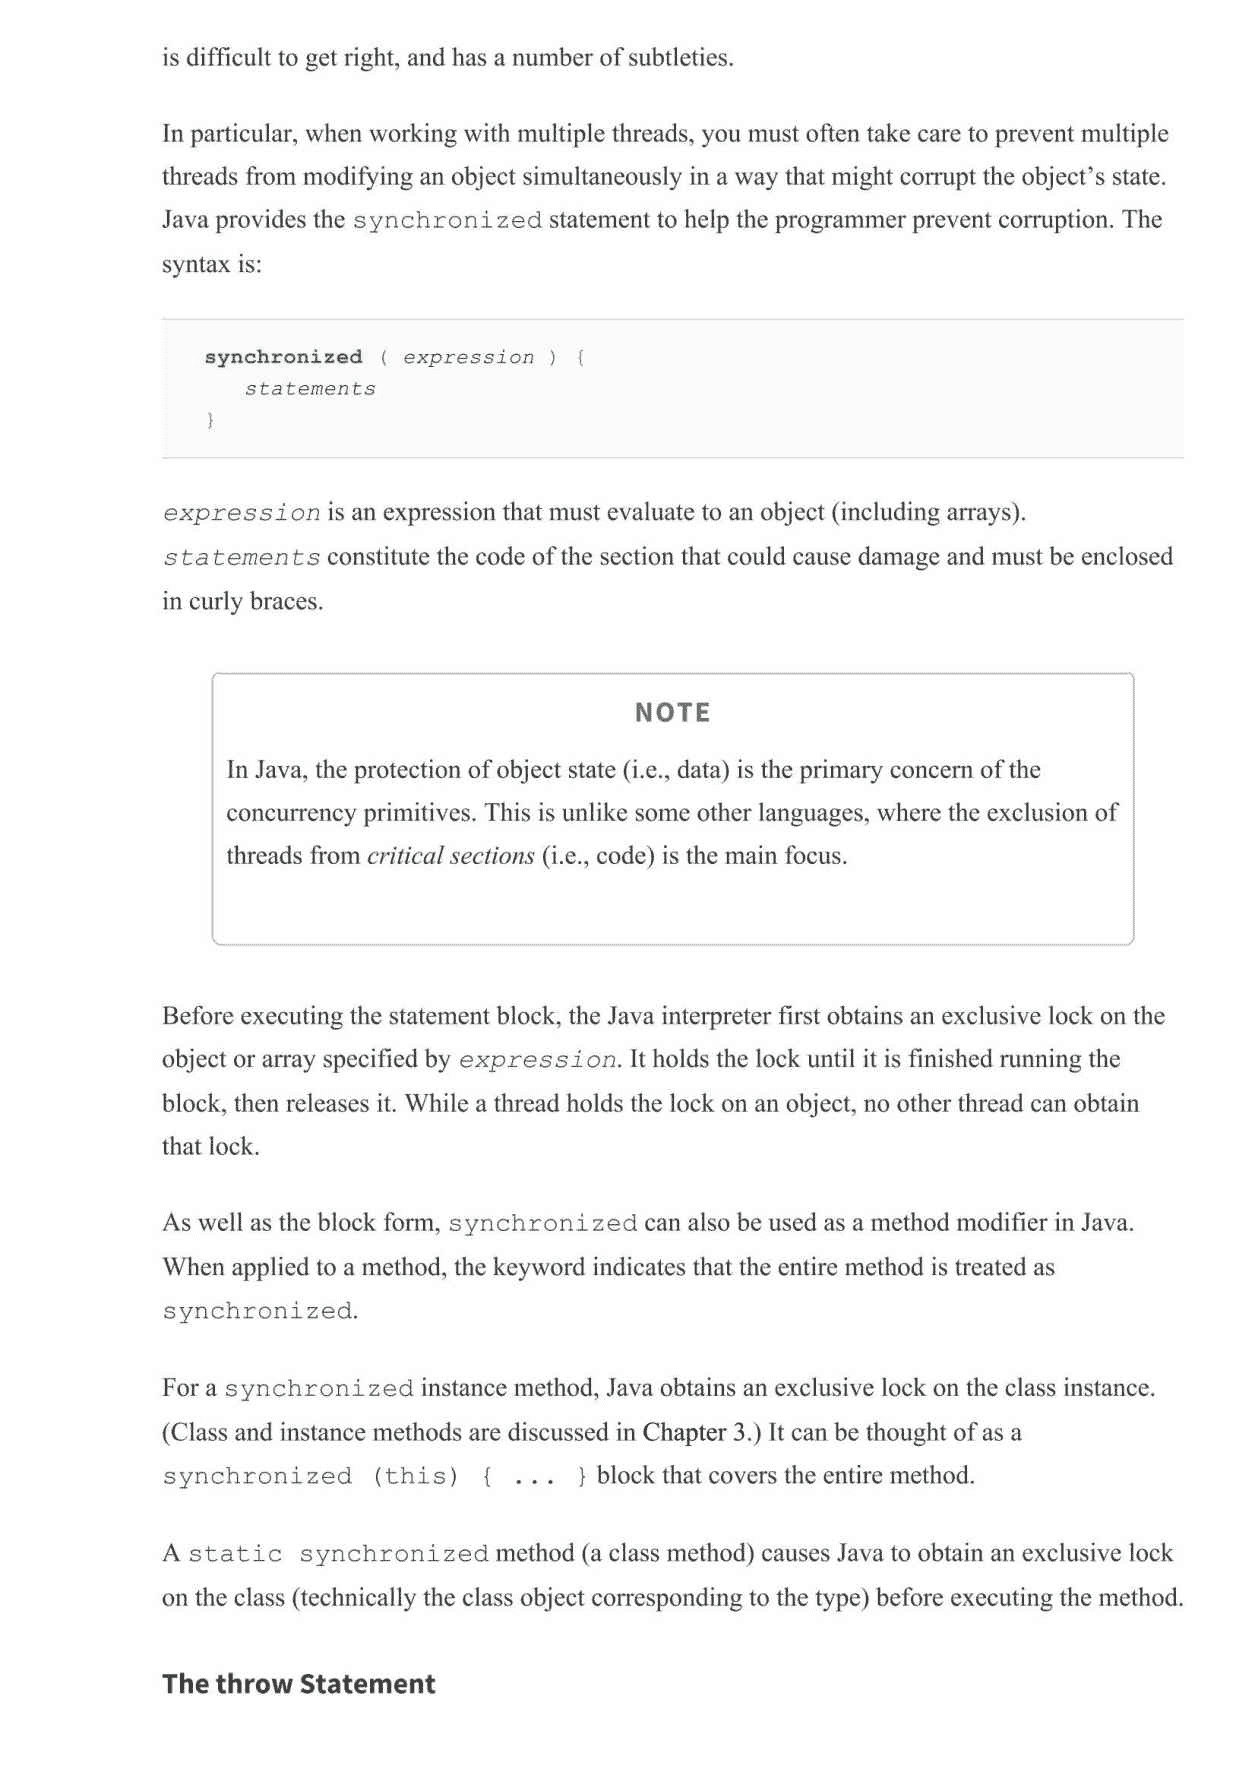 is difficult to get right, and has a number of subtleties.
In particular, when working with multiple threads, you must often take care to prevent multiple
threads from modifying an object simultaneously in a way that might corrupt the object’s state.
Java provides the synchronized statement to help the programmer prevent corruption. The
syntax is:
synchronized ( expression ) {
statements
}
expression is an expression that must evaluate to an object (including arrays).
statements constitute the code of the section that could cause damage and must be enclosed
in curly braces.
NOTE
In Java, the protection of object state (i.e., data) is the primary concern of the
concurrency primitives. This is unlike some other languages, where the exclusion of
threads from critical sections (i.e., code) is the main focus.
Before executing the statement block, the Java interpreter first obtains an exclusive lock on the
object or array specified by expression. It holds the lock until it is finished running the
block, then releases it. While a thread holds the lock on an object, no other thread can obtain
that lock.
As well as the block form, synchronized can also be used as a method modifier in Java.
When applied to a method, the keyword indicates that the entire method is treated as
synchronized.
For a synchronized instance method, Java obtains an exclusive lock on the class instance.
(Class and instance methods are discussed in Chapter 3.) It can be thought of as a
synchronized (this) { ... } block that covers the entire method.
A static synchronized method (a class method) causes Java to obtain an exclusive lock
on the class (technically the class object corresponding to the type) before executing the method.
The throw Statement